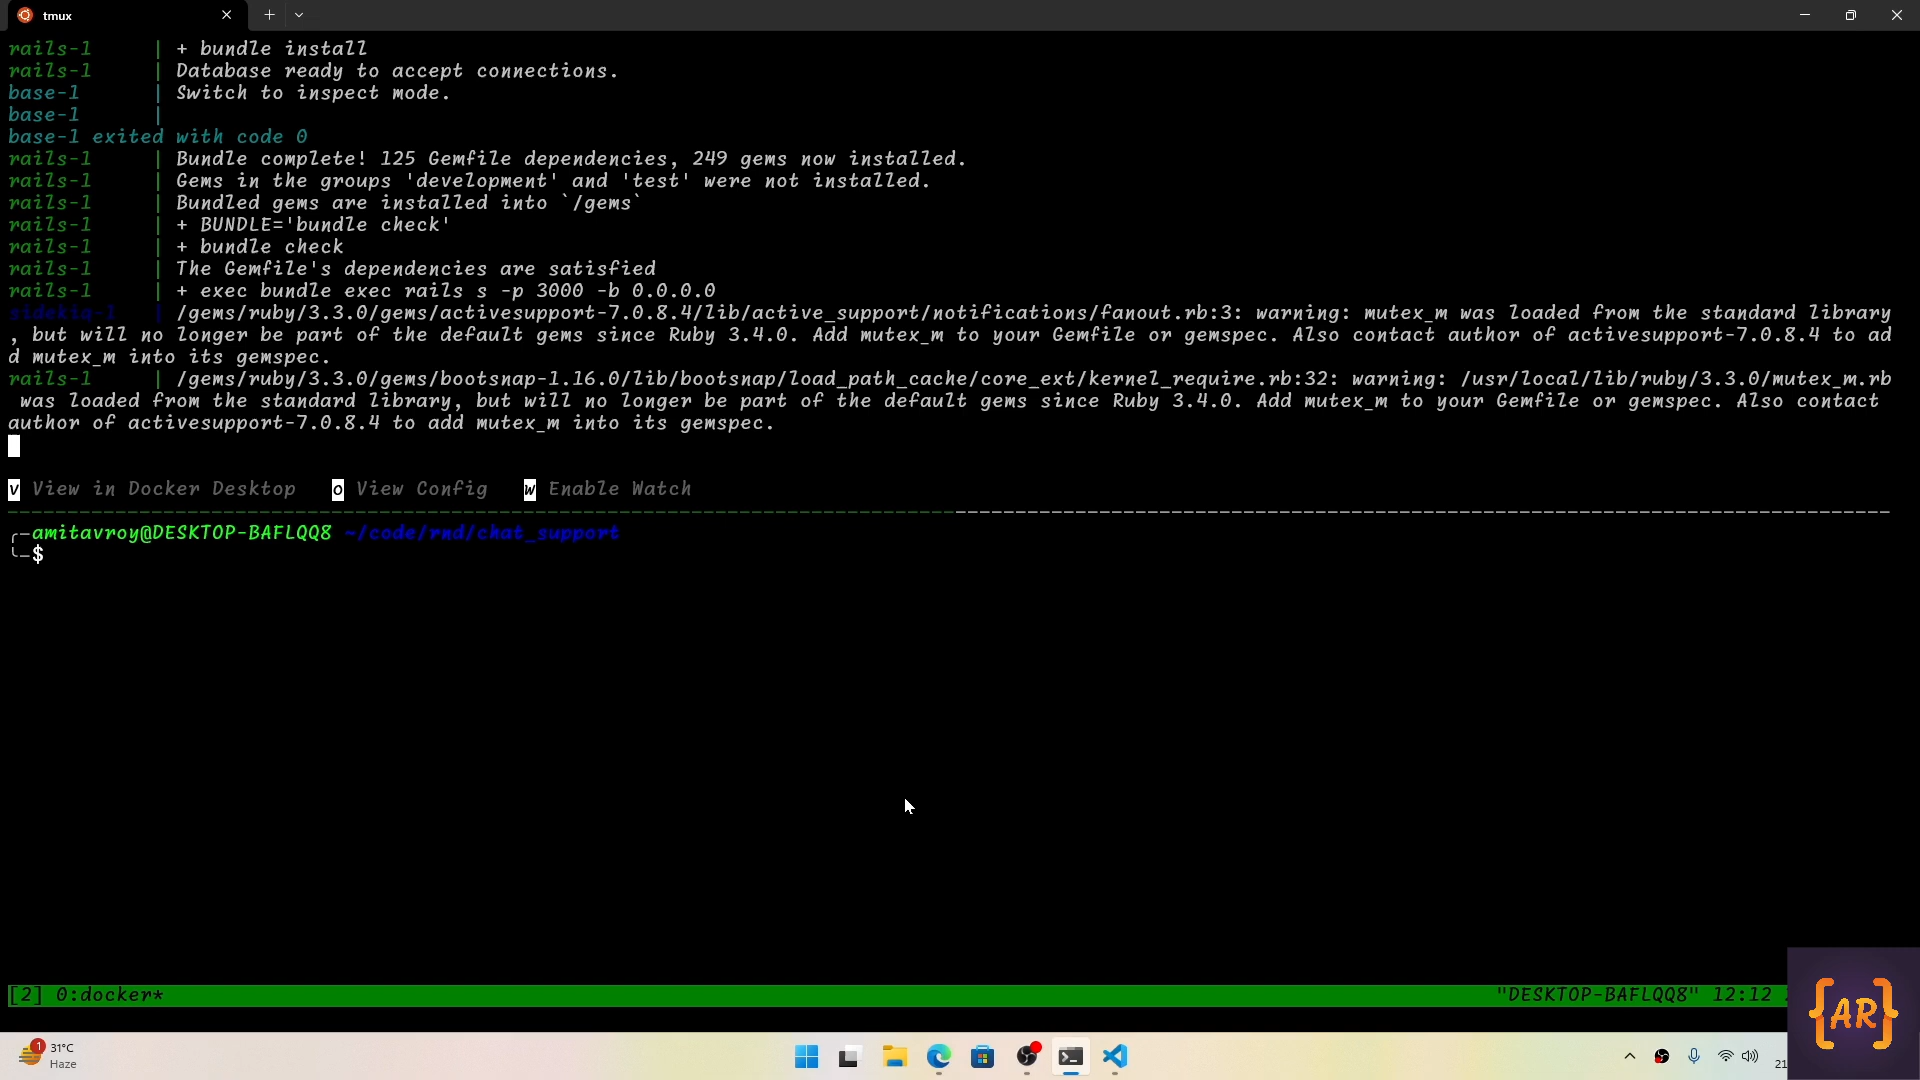 tmux
rails-1 | + bundle install
rails-1 | Database ready to accept connections.
base-1 | Switch to inspect mode.
base-1 |
base-1 exited with code 0
rails-1 | Bundle complete! 125 Gemfile dependencies, 249 gems now installed.
rails-1 | Gems in the groups 'development' and 'test' were not installed.
rails-1 | Bundled gems are installed into `/gems`
rails-1 | + BUNDLE='bundle check'
rails-1 | + bundle check
rails-1 | The Gemfile's dependencies are satisfied
rails-1 | + exec bundle exec rails s -p 3000 -b 0.0.0.0
sidekiq-1 | /gems/ruby/3.3.0/gems/activesupport-7.0.8.4/lib/active_support/notifications/fanout.rb:3: warning: mutex_m was loaded from the standard library
, but will no longer be part of the default gems since Ruby 3.4.0. Add mutex_m to your Gemfile or gemspec. Also contact author of activesupport-7.0.8.4 to ad
d mutex_m into its gemspec.
rails-1 | /gems/ruby/3.3.0/gems/bootsnap-1.16.0/lib/bootsnap/load_path_cache/core_ext/kernel_require.rb:32: warning: /usr/local/lib/ruby/3.3.0/mutex_m.rb
was loaded from the standard library, but will no longer be part of the default gems since Ruby 3.4.0. Add mutex_m to your Gemfile or gemspec. Also contact
author of activesupport-7.0.8.4 to add mutex_m into its gemspec.
v View in Docker Desktop o View Config w Enable Watch
amitavroy@DESKTOP-BAFLQQ8 ~/code/rnd/chat_support
$
[2] 0:docker* "DESKTOP-BAFLQQ8" 12:12
{AR}
1
31°C
Haze
21